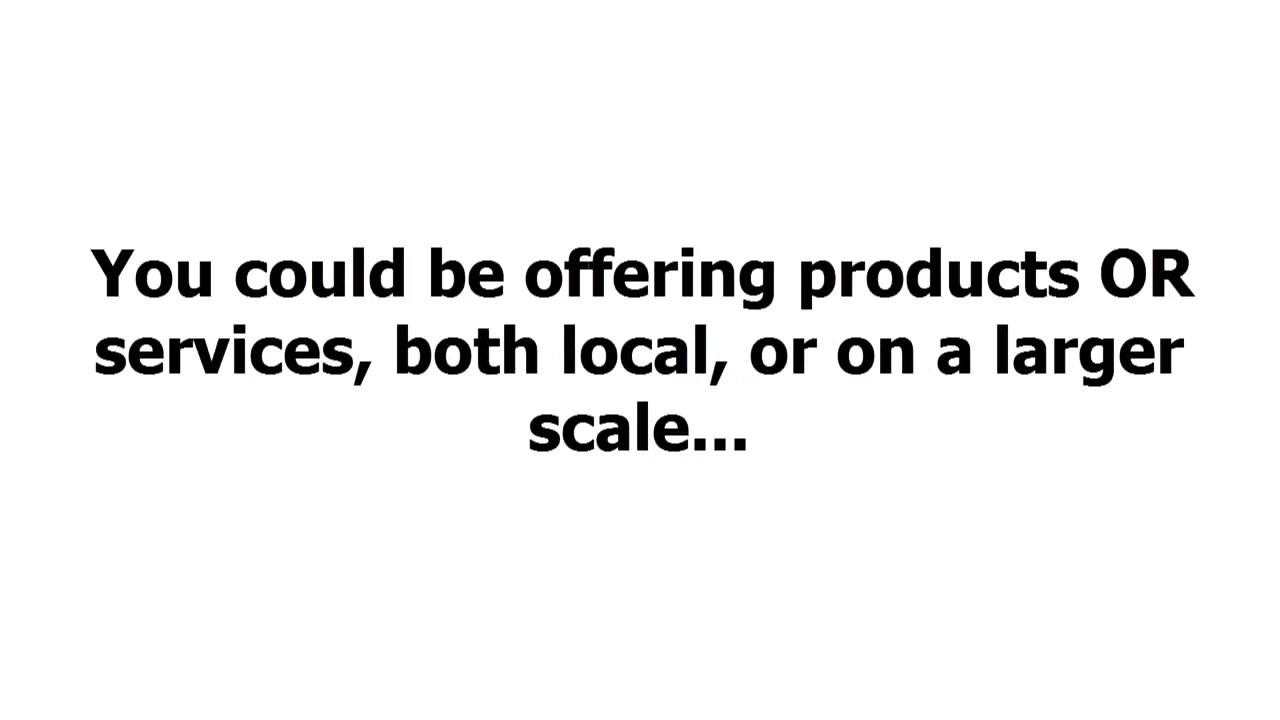 You could be offering products OR
services, both local, or on a larger
scale...